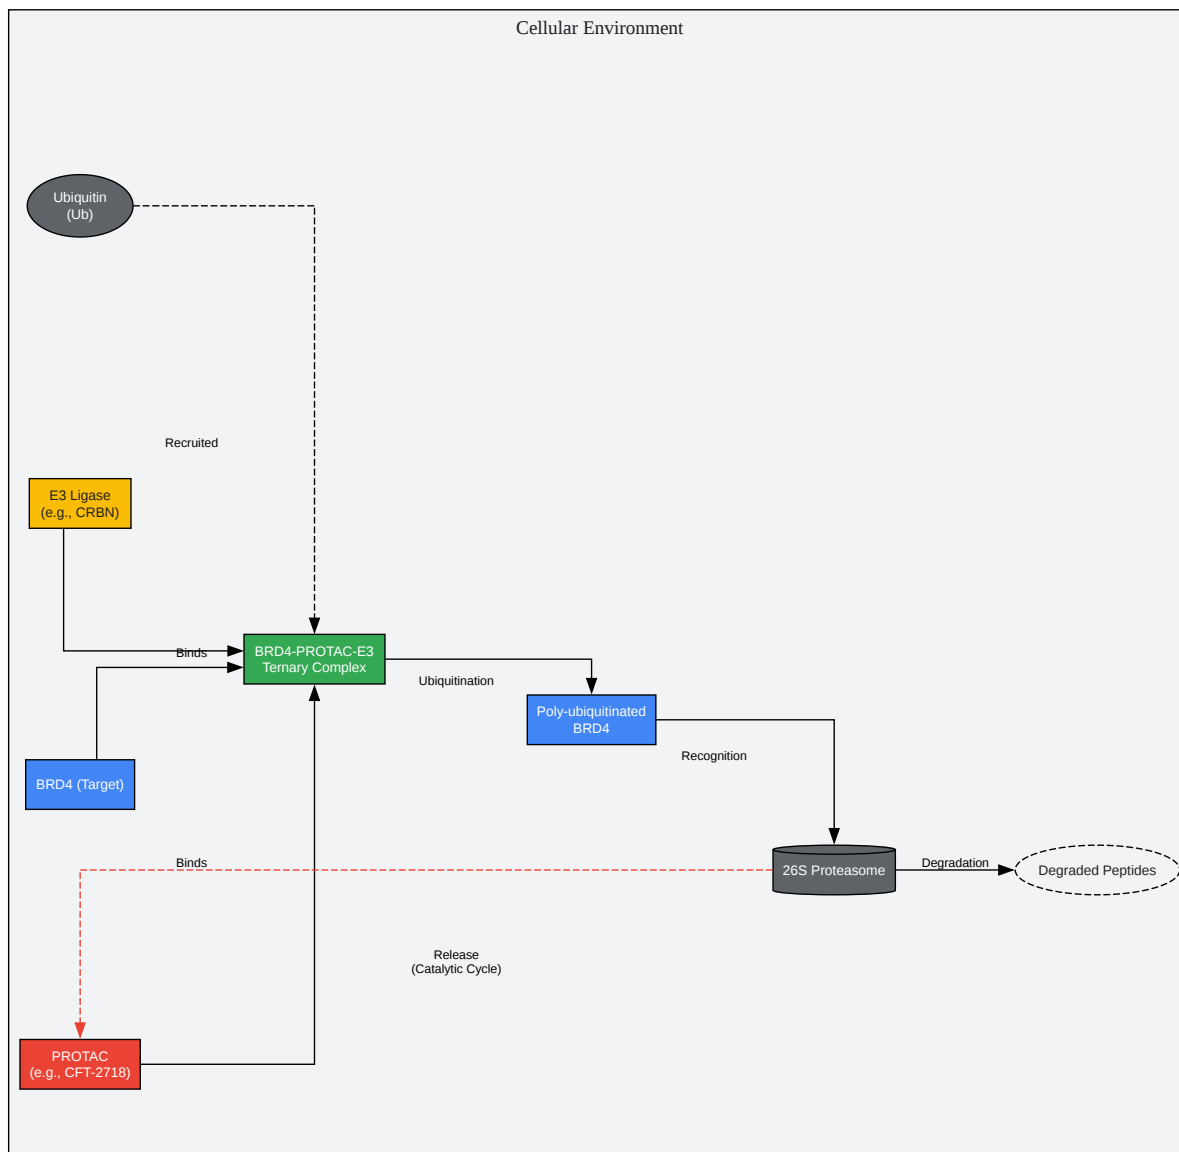 Cellular Environment
Ubiquitin
(Ub)
Recruited
E3 Ligase
(e.g., CRBN)
Binds
BRD4-PROTAC-E3
Ternary Complex
Ubiquitination
Poly-ubiquitinated
BRD4
Recognition
BRD4 (Target)
Binds
26S Proteasome
Degradation
Degraded Peptides
Release
(Catalytic Cycle)
PROTAC
(e.g., CFT-2718)